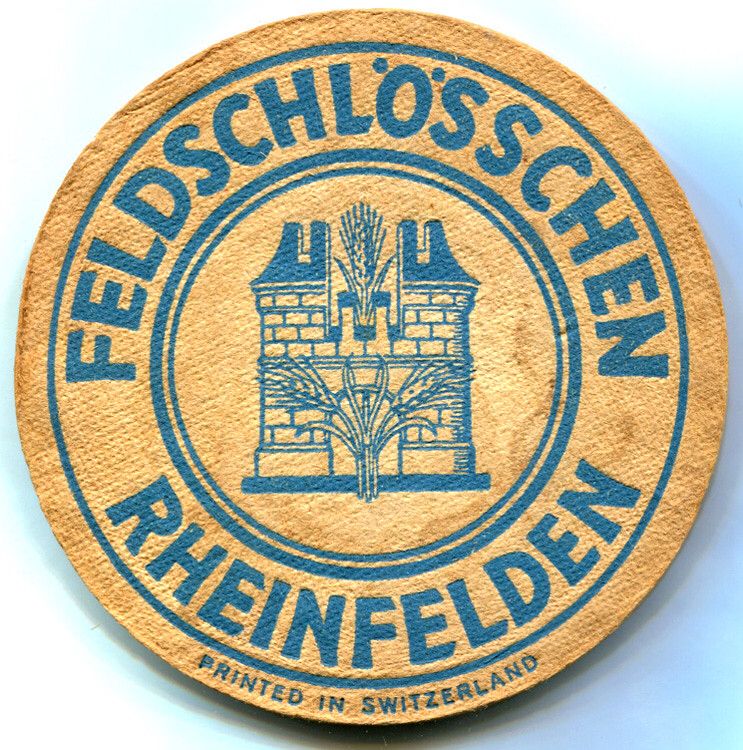 FELDSCHLÖSSCHEN
RHEINFELDEN
PRINTED IN SWITZERLAND